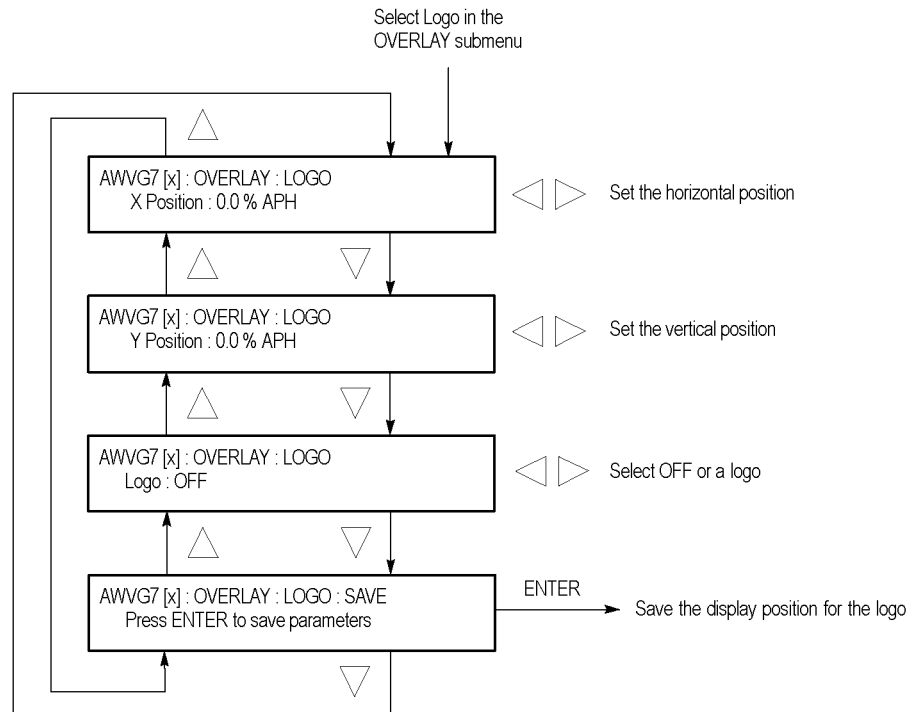 Select Logo in the
OVERLAY submenu
AWVG7 [x] : OVERLAY : LOGO
X Position : 0.0 % APH
Set the horizontal position
AWVG7 [x] : OVERLAY : LOGO
Y Position : 0.0 % APH
Set the vertical position
AWVG7 [x] : OVERLAY : LOGO
Logo : OFF
Select OFF or a logo
AWVG7 [x] : OVERLAY : LOGO : SAVE
Press ENTER to save parameters
ENTER
Save the display position for the logo